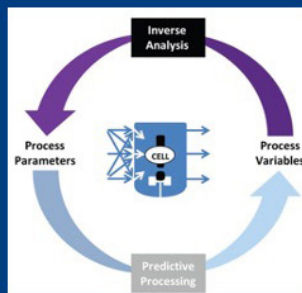 Inverse
Analysis
Process
Parameters
CELL
Process
Variables
Predictive
Processing